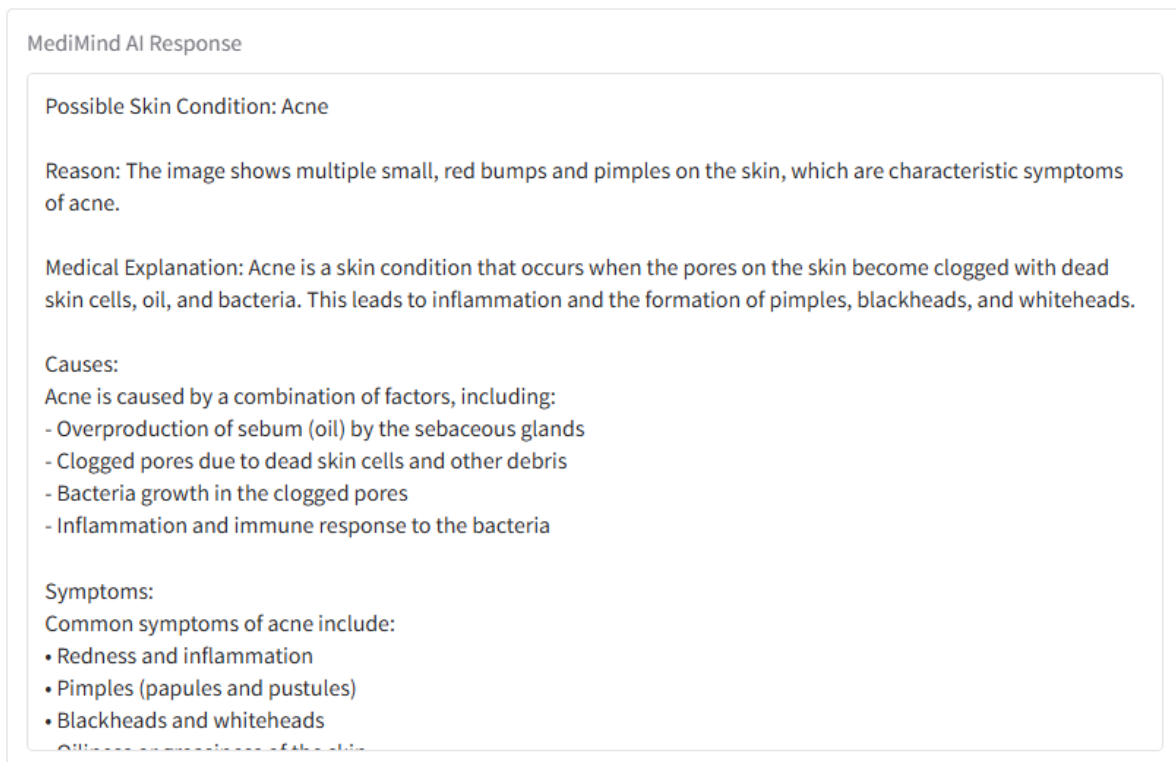 MediMind AI Response
Possible Skin Condition: Acne
Reason: The image shows multiple small, red bumps and pimples on the skin, which are characteristic symptoms
of acne.
Medical Explanation: Acne is a skin condition that occurs when the pores on the skin become clogged with dead
skin cells, oil, and bacteria. This leads to inflammation and the formation of pimples, blackheads, and whiteheads.
Causes:
Acne is caused by a combination of factors, including:
- Overproduction of sebum (oil) by the sebaceous glands
- Clogged pores due to dead skin cells and other debris
- Bacteria growth in the clogged pores
- Inflammation and immune response to the bacteria
Symptoms:
Common symptoms of acne include:
• Redness and inflammation
• Pimples (papules and pustules)
• Blackheads and whiteheads